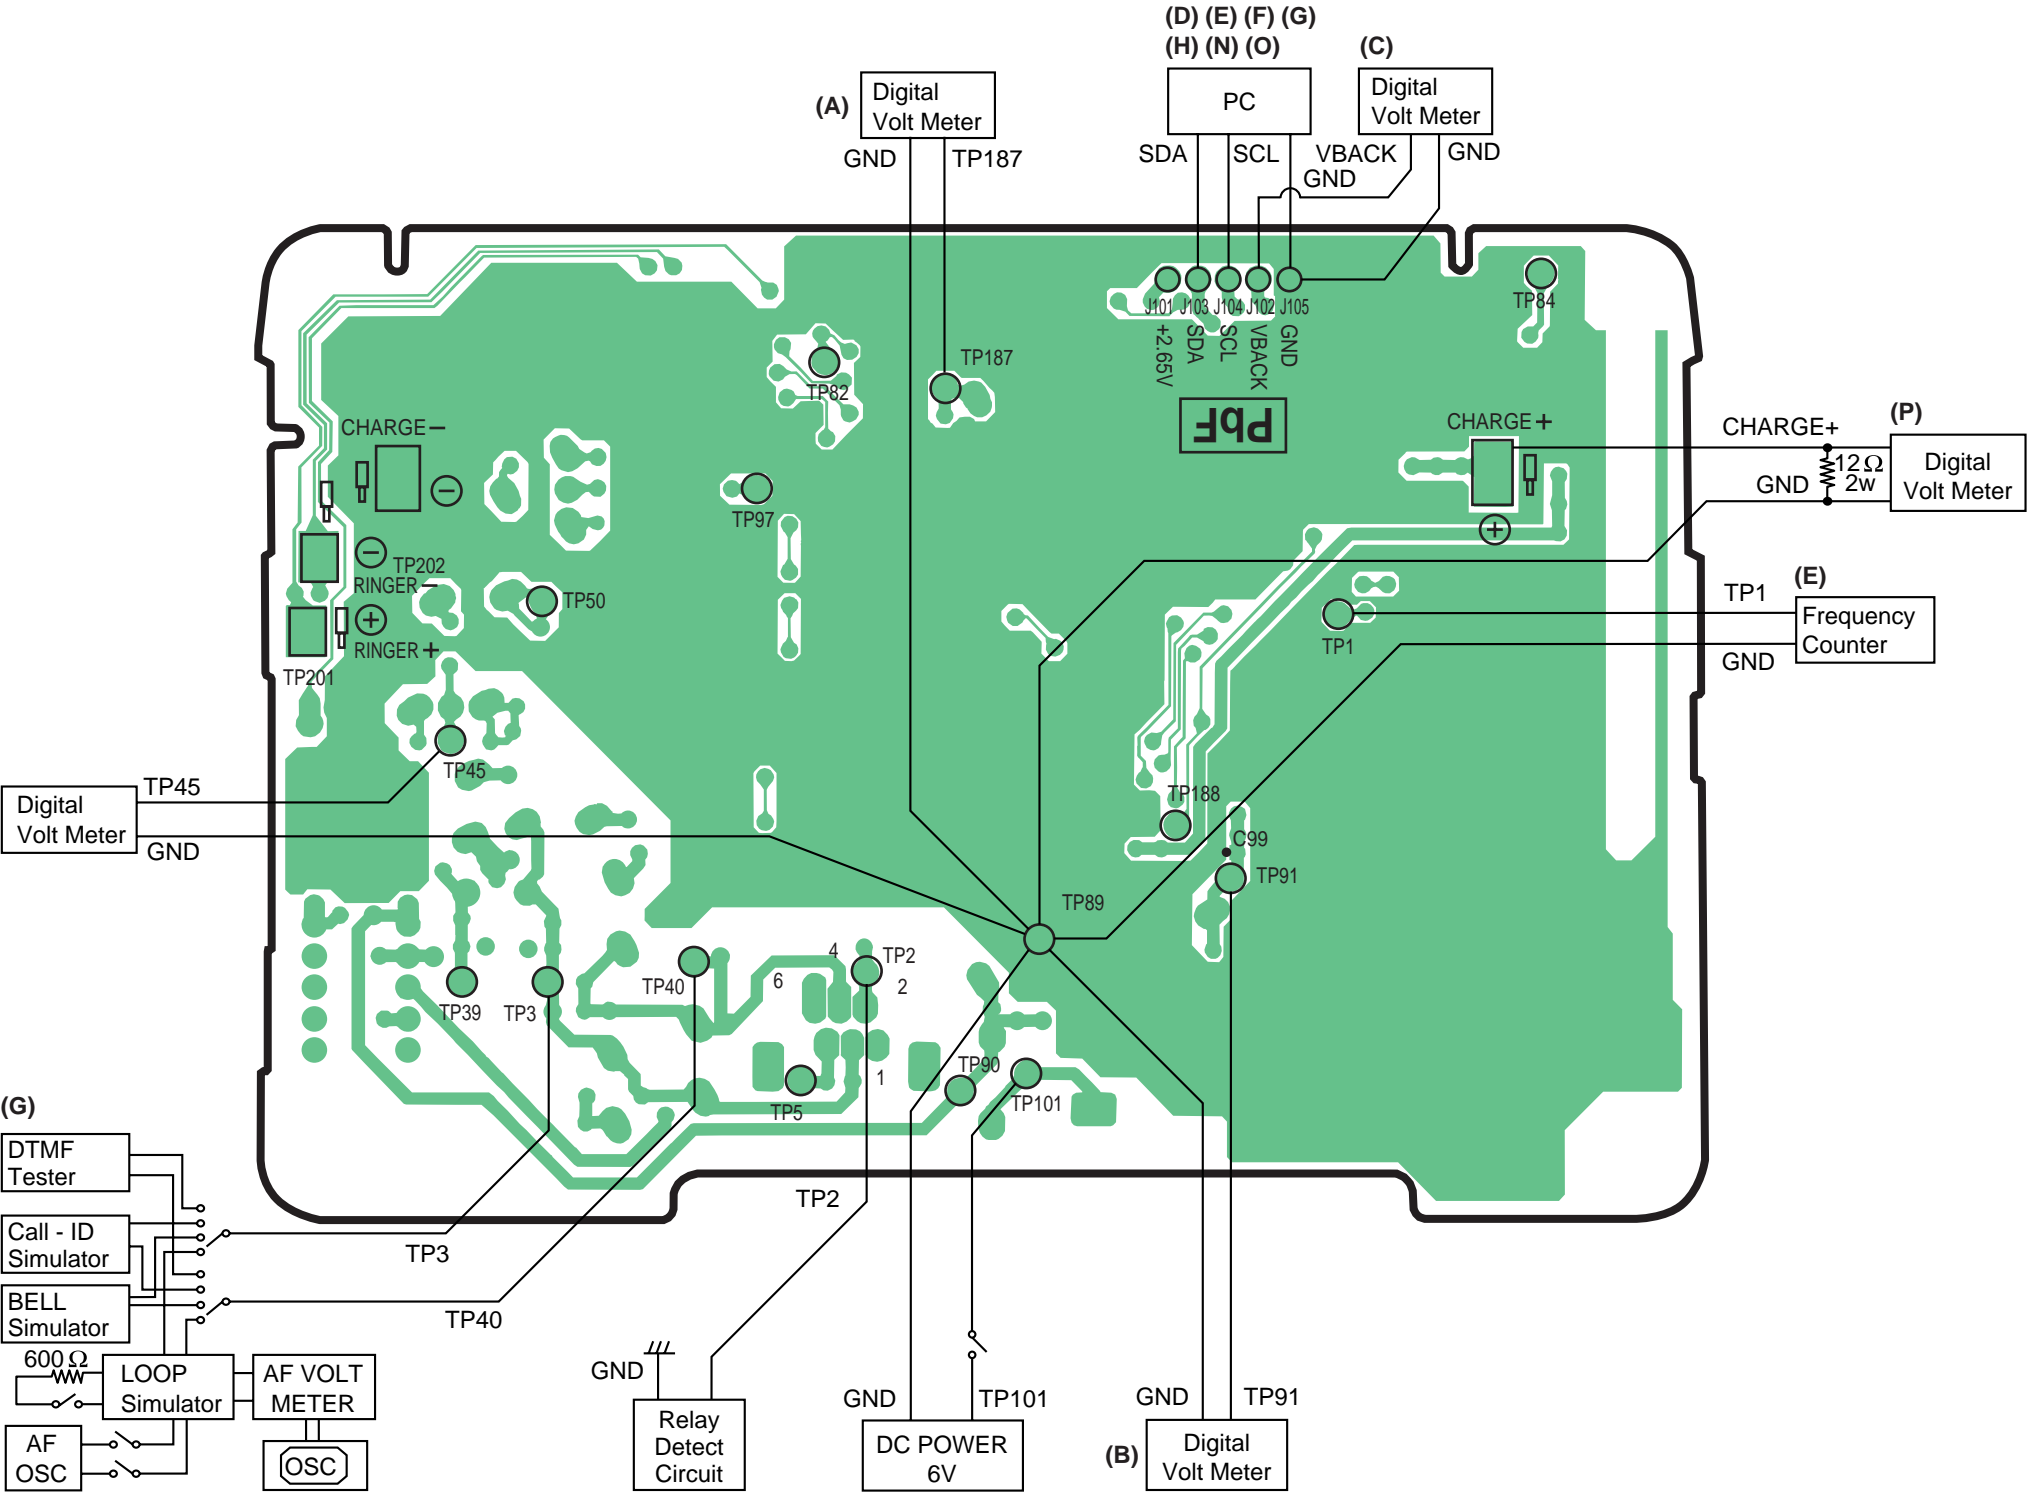 (D) (E) (F) (G)
(H) (N) (O)
(C)
(A)
Digital
Volt Meter
PC
Digital
Volt Meter
GND
TP187
SDA
SCL
VBACK
GND
GND
J101
J103
J104
J102
J105
+2.65V
SDA
SCL
VBACK
GND
TP84
TP187
TP82
PbF
CHARGE −
CHARGE +
CHARGE+
(P)
12 Ω
2w
GND
Digital
Volt Meter
TP97
TP202
RINGER −
TP50
RINGER +
TP201
TP1
TP1
(E)
Frequency
Counter
GND
TP45
TP45
Digital
Volt Meter
GND
TP188
C99
TP91
TP89
TP40
TP39
TP3
6
4
TP2
2
TP90
1
TP5
TP101
(G)
DTMF
Tester
Call - ID
Simulator
BELL
Simulator
TP3
TP40
TP2
600 Ω
LOOP
Simulator
AF VOLT
METER
AF
OSC
OSC
GND
Relay
Detect
Circuit
GND
TP101
DC POWER
6V
GND
TP91
(B)
Digital
Volt Meter